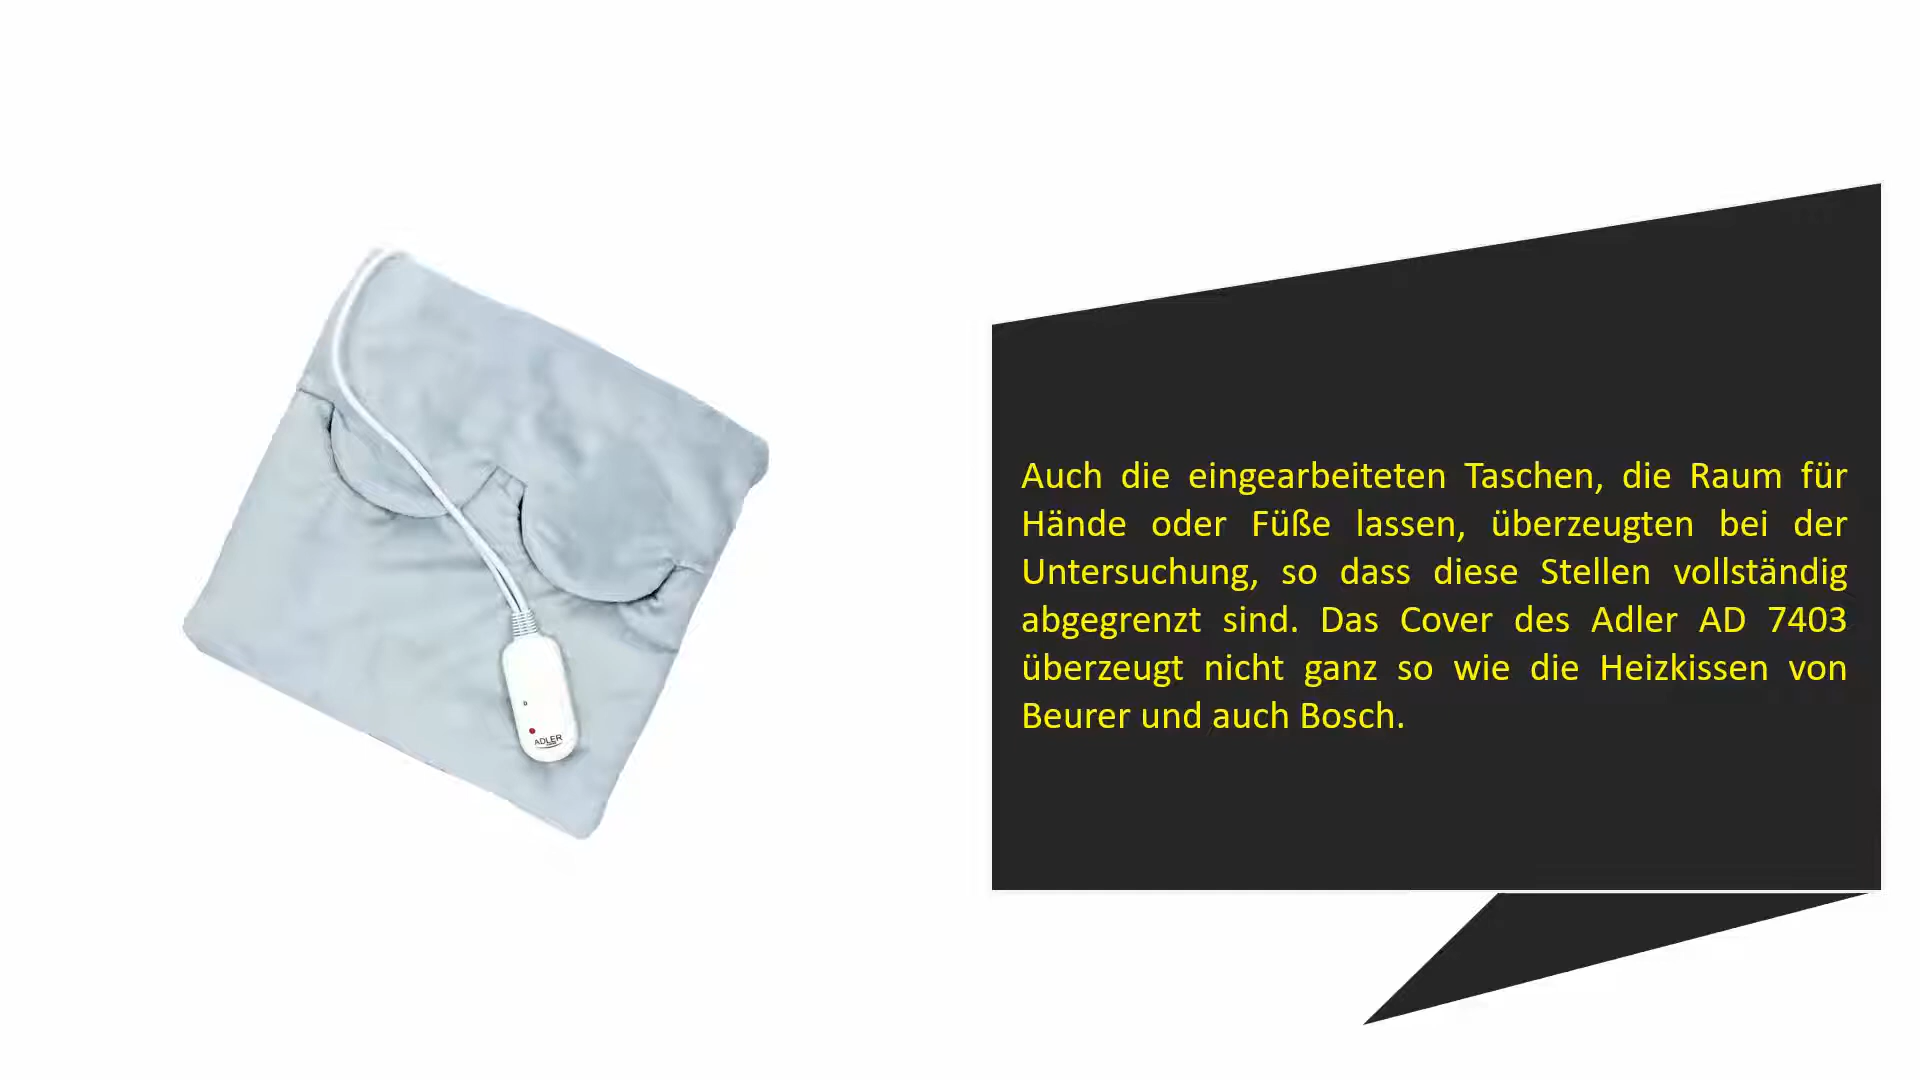 Auch die eingearbeiteten Taschen, die Raum für
Hände oder Füße lassen, überzeugten bei der
Untersuchung, so dass diese Stellen vollständig
abgegrenzt sind. Das Cover des Adler AD 7403
überzeugt nicht ganz so wie die Heizkissen von
Beurer und auch Bosch.
ADLER